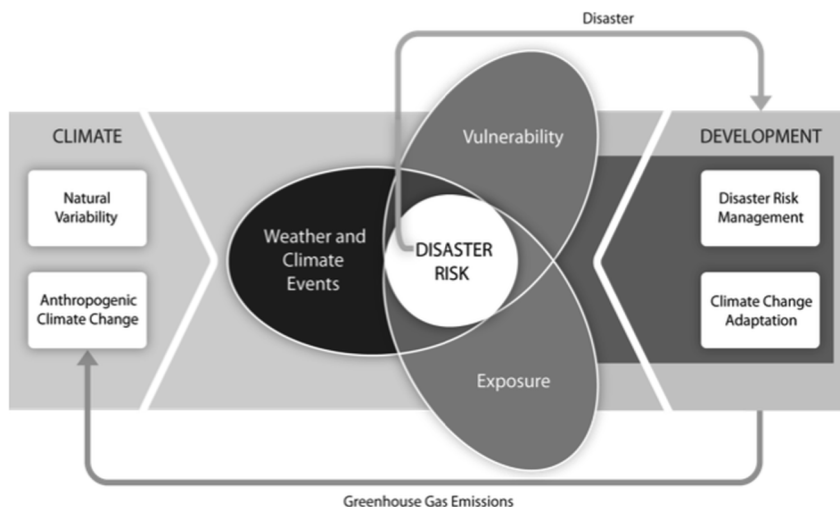 Disaster
CLIMATE
Natural
Variability
Anthropogenic
Climate Change
Vulnerability
Weather and
Climate
Events
DISASTER
RISK
Exposure
DEVELOPMENT
Disaster Risk
Management
Climate Change
Adaptation
Greenhouse Gas Emissions